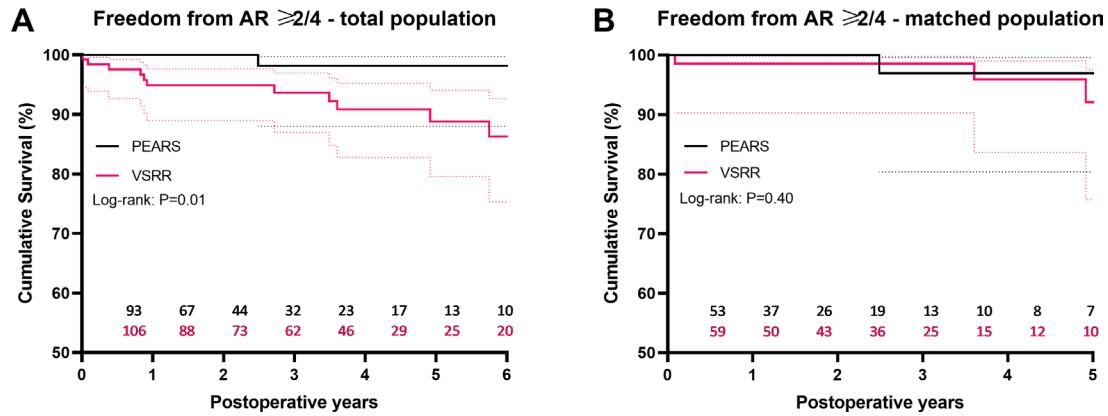 A
Freedom from AR ⩾2/4 - total population
Cumulative Survival (%)
100
90
80
70
60
50
PEARS
VSRR
Log-rank: P=0.01
93 67 44 32 23 17 13 10
106 88 73 62 46 29 25 20
0 1 2 3 4 5 6
Postoperative years
B
Freedom from AR ⩾2/4 - matched population
Cumulative Survival (%)
100
90
80
70
60
50
PEARS
VSRR
Log-rank: P=0.40
53 37 26 19 13 10 8 7
59 50 43 36 25 15 12 10
0 1 2 3 4 5
Postoperative years